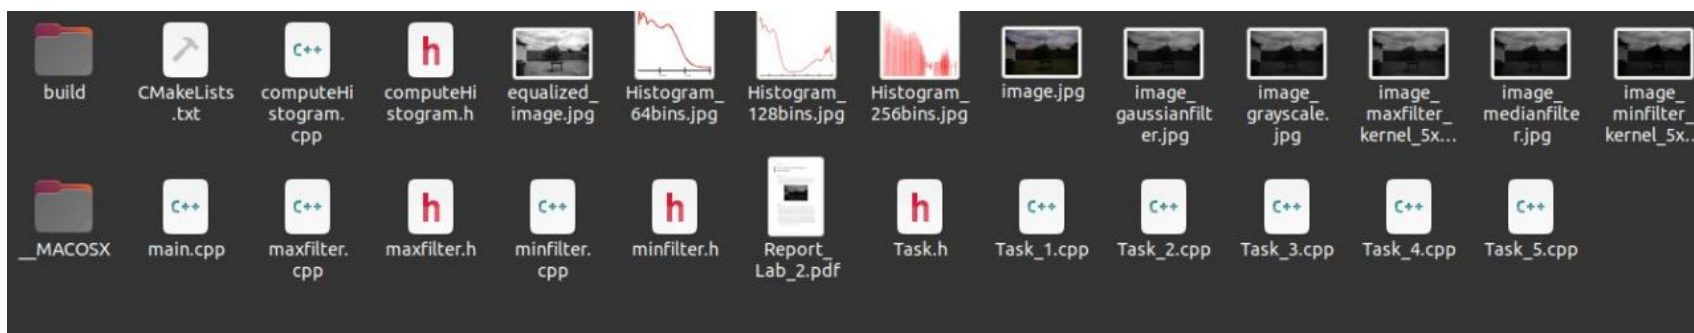 C++
h
build
CMakeLists
.txt
computeHi
stogram.
cpp
computeHi
stogram.h
equalized_
image.jpg
Histogram_
64bins.jpg
Histogram_
128bins.jpg
Histogram_
256bins.jpg
image.jpg
image_
gaussianfilt
er.jpg
image_
grayscale.
jpg
image_
maxfilter_
kernel_5x...
image_
medianfilte
r.jpg
image_
minfilter_
kernel_5x..
C++
C++
h
C++
h
h
C++
C++
C++
C++
C++
__MACOSX
main.cpp
maxfilter.
cpp
maxfilter.h
minfilter.
cpp
minfilter.h
Report_
Lab_2.pdf
Task.h
Task_1.cpp
Task_2.cpp
Task_3.cpp
Task_4.cpp
Task_5.cpp